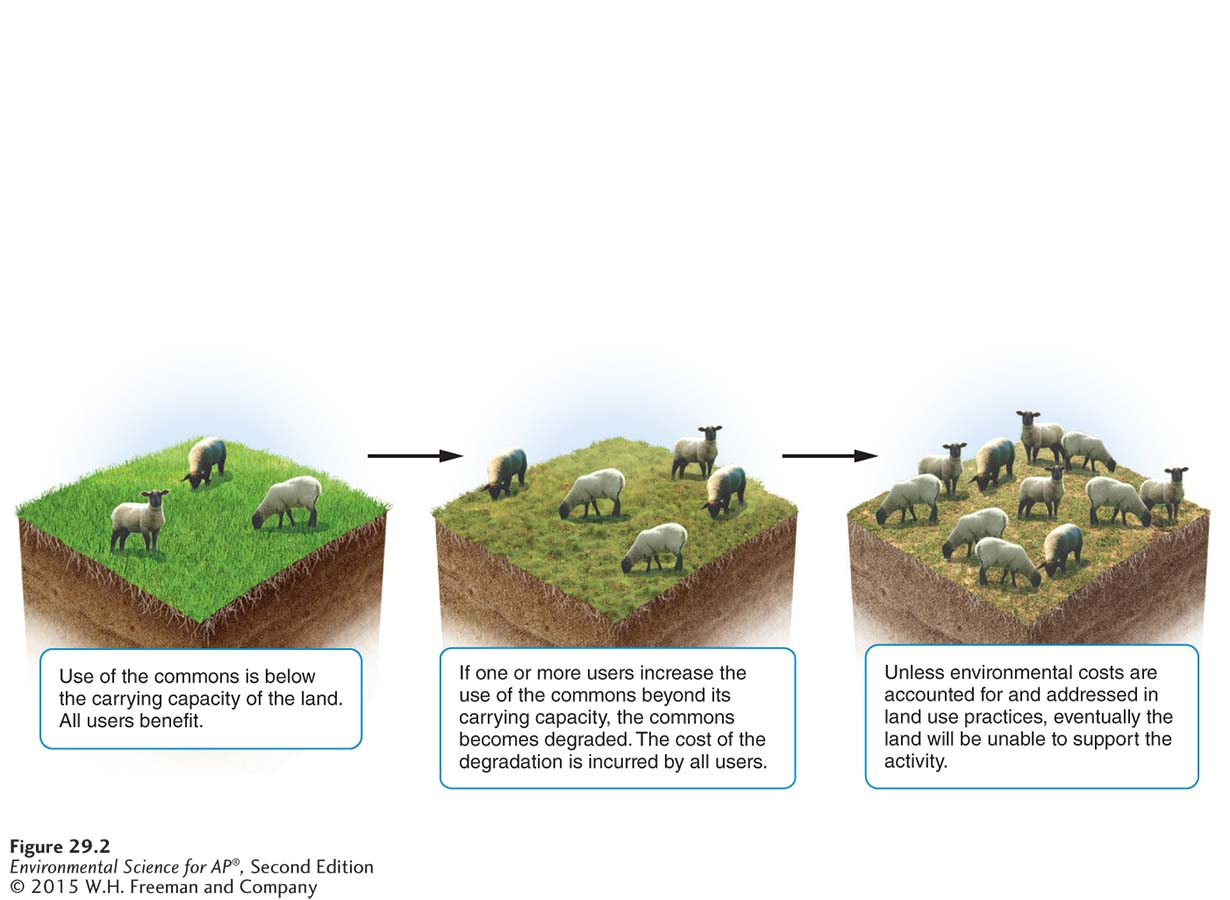 Use of the commons is below
the carrying capacity of the land.
All users benefit.
If one or more users increase the
use of the commons beyond its
carrying capacity, the commons
becomes degraded. The cost of the
degradation is incurred by all users.
Unless environmental costs are
accounted for and addressed in
land use practices, eventually the
land will be unable to support the
activity.
Figure 29.2
Environmental Science for AP®, Second Edition
© 2015 W.H. Freeman and Company